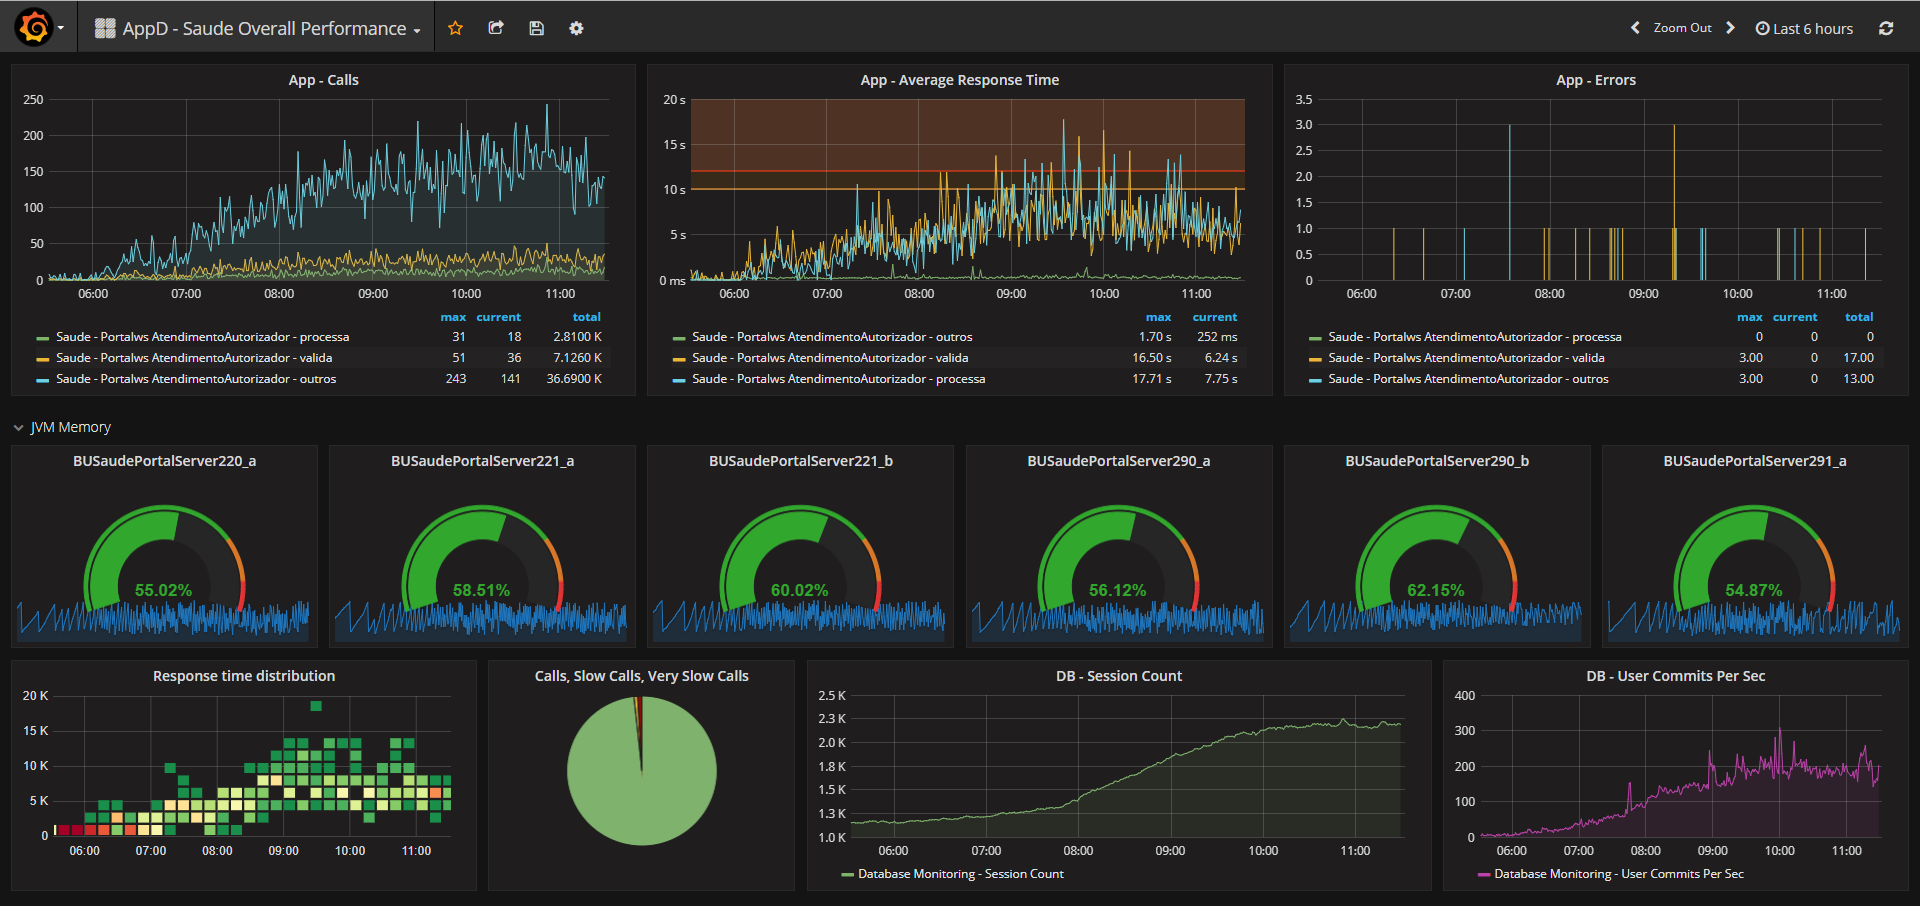 AppD - Saude Overall Performance
Zoom Out
Last 6 hours
App - Calls
250
200
150
100
50
0
06:00 07:00 08:00 09:00 10:00 11:00
max current total
Saude - Portalws AtendimentoAutorizador - processa 31 18 2.8100 K
Saude - Portalws AtendimentoAutorizador - valida 51 36 7.1260 K
Saude - Portalws AtendimentoAutorizador - outros 243 141 36.6900 K
App - Average Response Time
20 s
15 s
10 s
5 s
0 ms
06:00 07:00 08:00 09:00 10:00 11:00
max current
Saude - Portalws AtendimentoAutorizador - outros 1.70 s 252 ms
Saude - Portalws AtendimentoAutorizador - valida 16.50 s 6.24 s
Saude - Portalws AtendimentoAutorizador - processa 17.71 s 7.75 s
App - Errors
3.5
3.0
2.5
2.0
1.5
1.0
0.5
0
06:00 07:00 08:00 09:00 10:00 11:00
max current total
Saude - Portalws AtendimentoAutorizador - processa 0 0 0
Saude - Portalws AtendimentoAutorizador - valida 3.00 0 17.00
Saude - Portalws AtendimentoAutorizador - outros 3.00 0 13.00
JVM Memory
BUSaudePortalServer220_a
55.02%
BUSaudePortalServer221_a
58.51%
BUSaudePortalServer221_b
60.02%
BUSaudePortalServer290_a
56.12%
BUSaudePortalServer290_b
62.15%
BUSaudePortalServer291_a
54.87%
Response time distribution
20 K
15 K
10 K
5 K
0
06:00 07:00 08:00 09:00 10:00 11:00
Calls, Slow Calls, Very Slow Calls
DB - Session Count
2.5 K
2.3 K
2.0 K
1.8 K
1.5 K
1.3 K
1.0 K
06:00 07:00 08:00 09:00 10:00 11:00
Database Monitoring - Session Count
DB - User Commits Per Sec
400
300
200
100
0
06:00 07:00 08:00 09:00 10:00 11:00
Database Monitoring - User Commits Per Sec